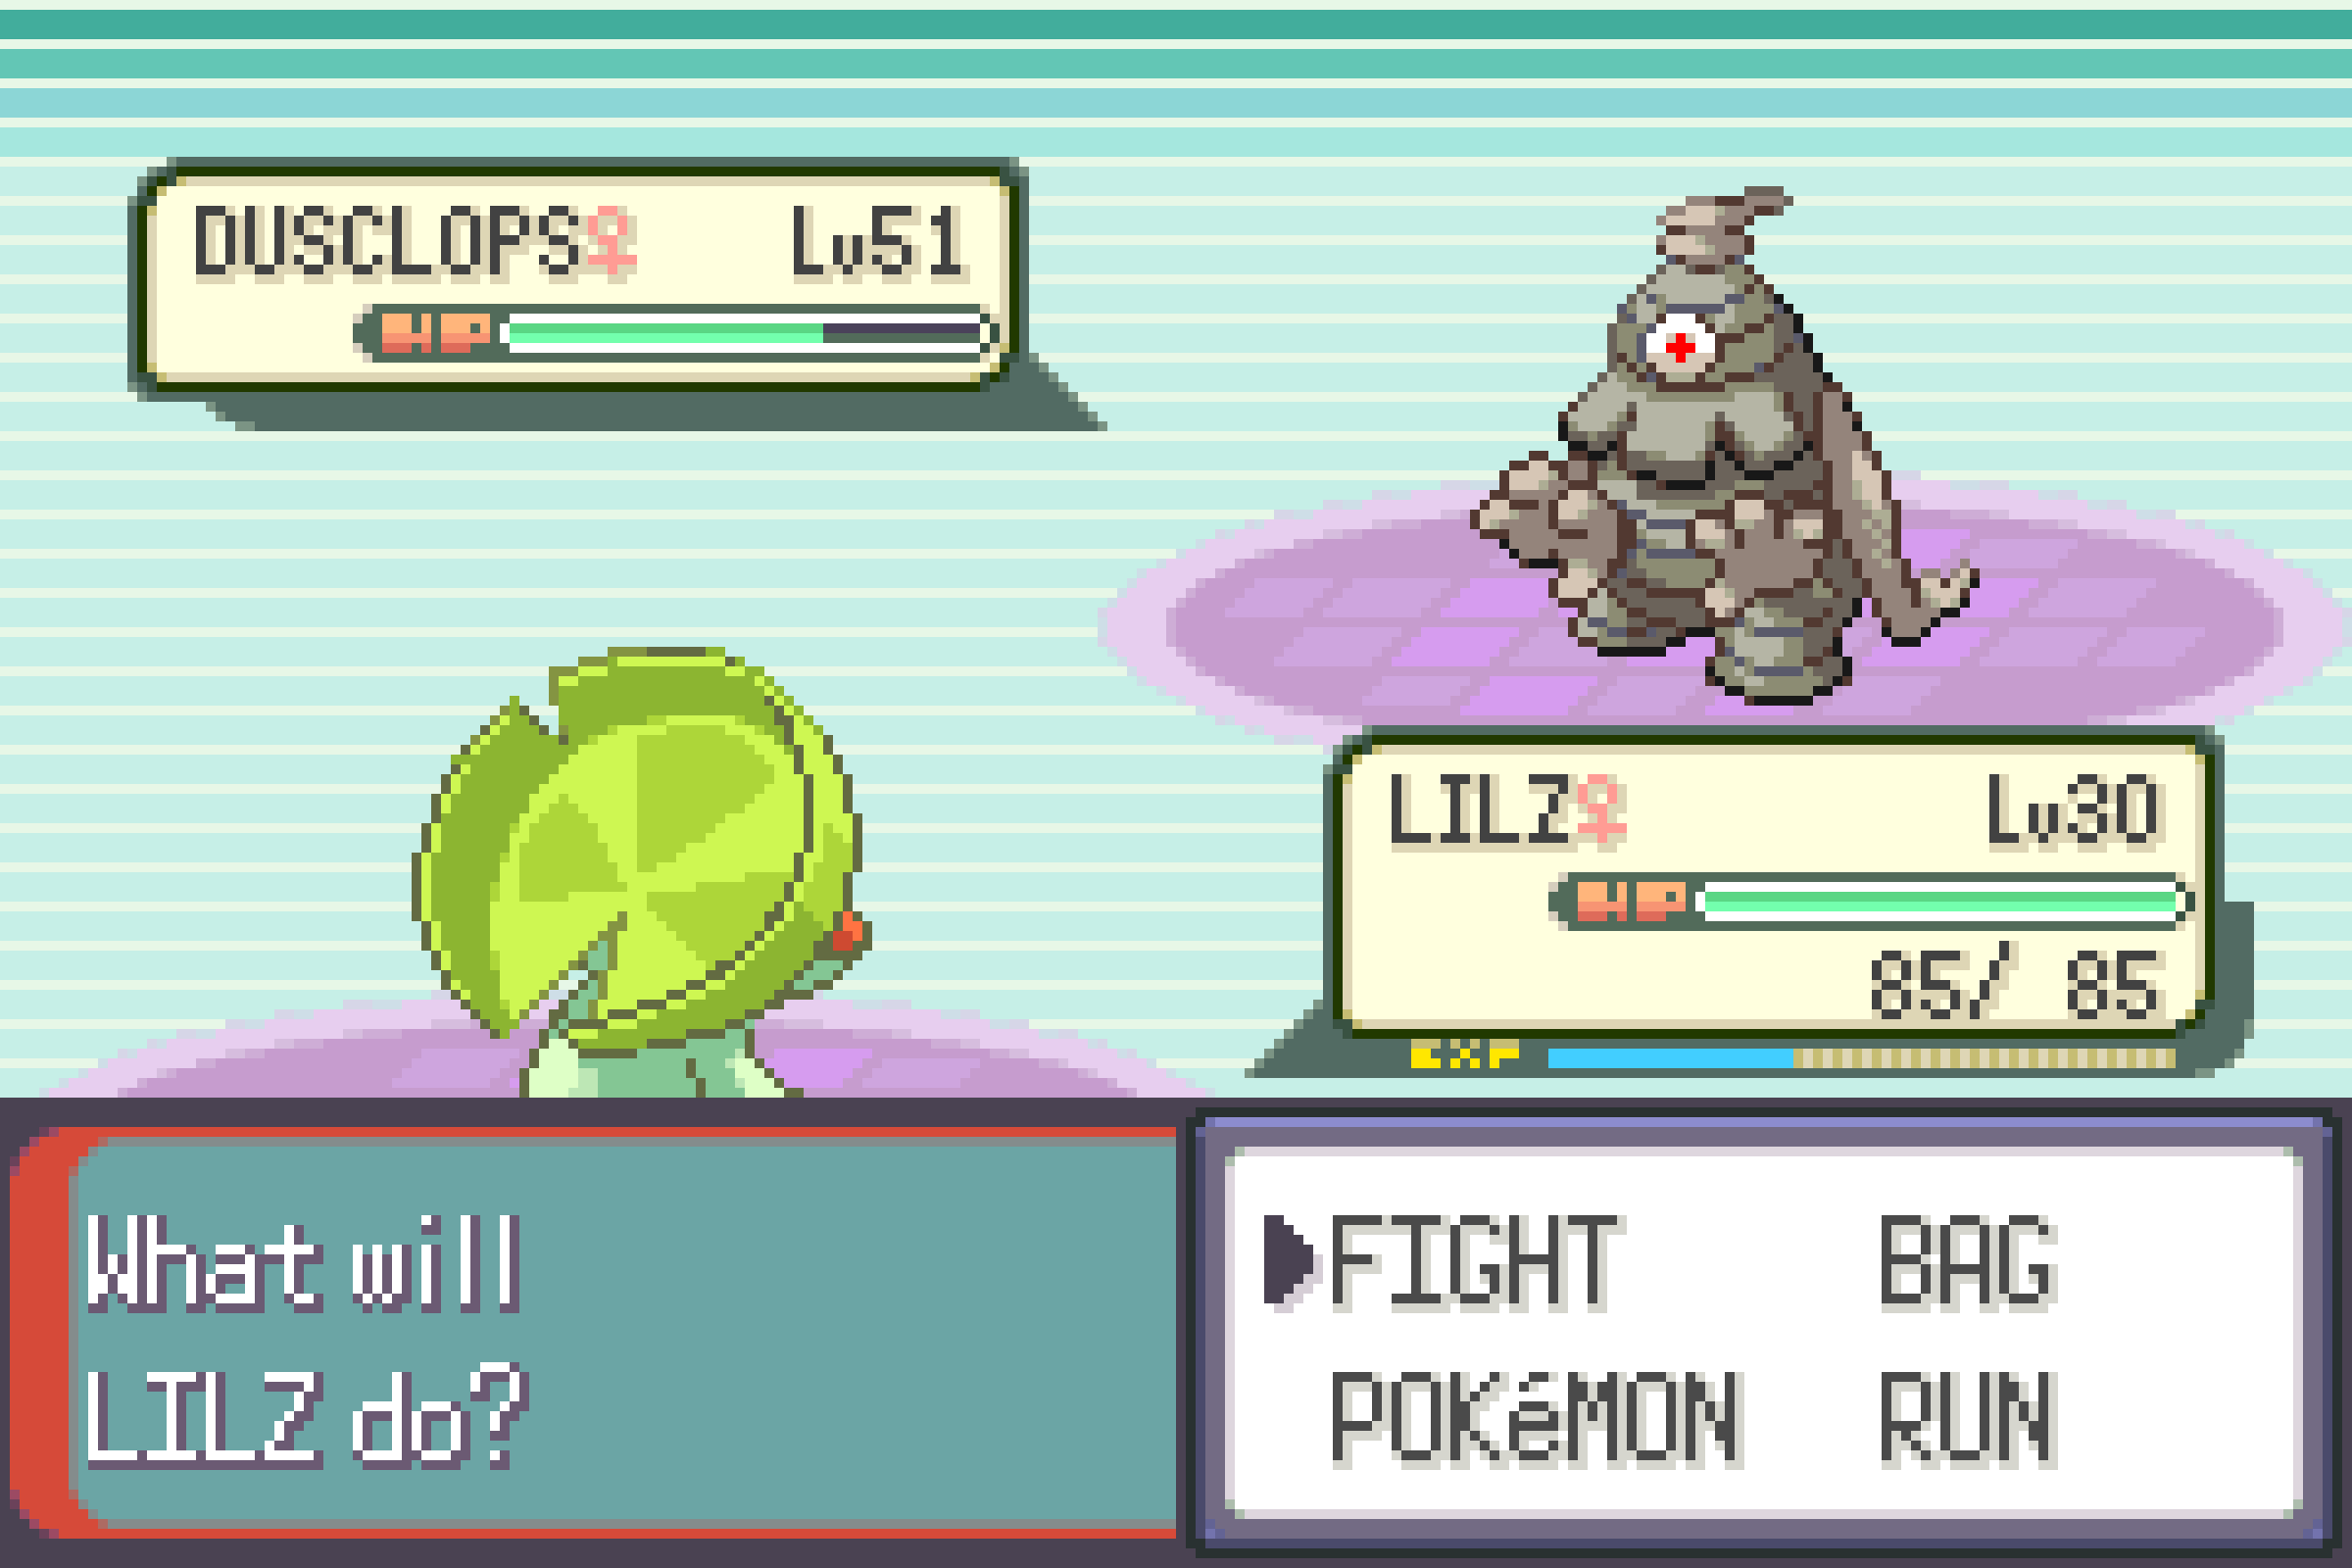 DUSCLOPS♀ Lv51
HP
LILZ♀ Lv30
HP
85/ 85
EXP
What will
LILZ do?
FIGHT BAG
POKéMON RUN